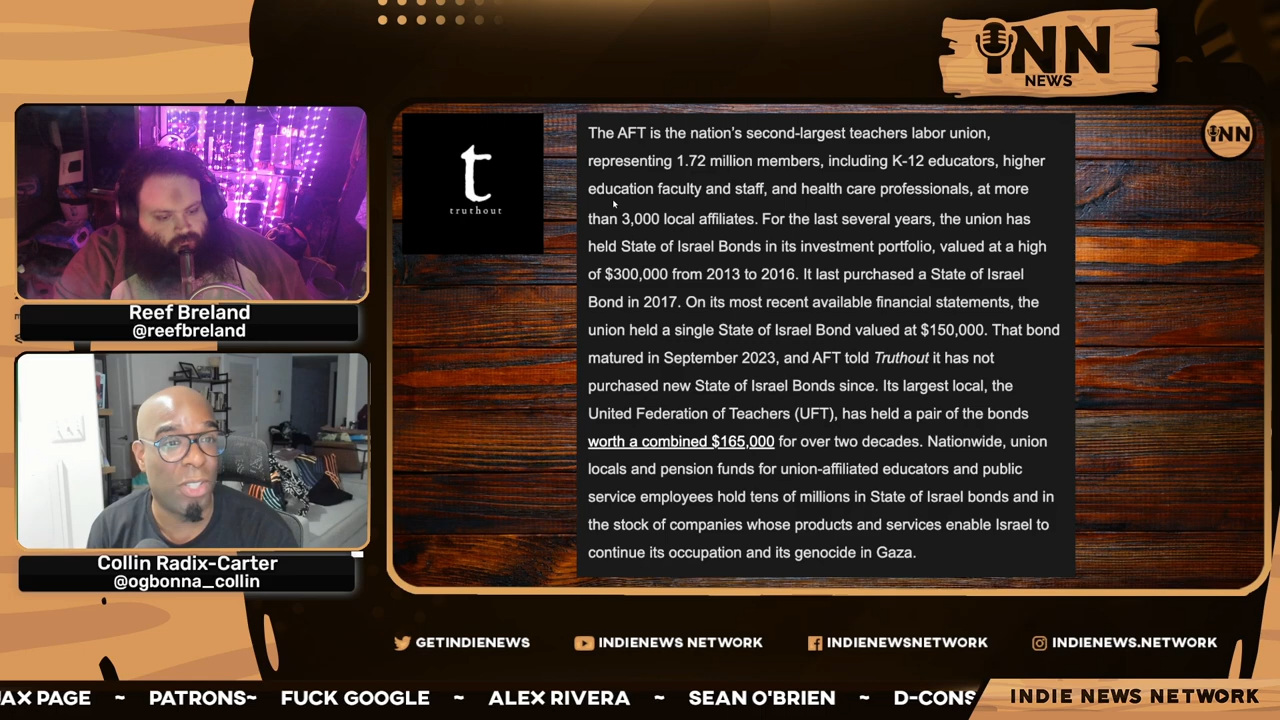 iNN
NEWS
iNN
t
truthout
The AFT is the nation's second-largest teachers labor union,
representing 1.72 million members, including K-12 educators, higher
education faculty and staff, and health care professionals, at more
than 3,000 local affiliates. For the last several years, the union has
held State of Israel Bonds in its investment portfolio, valued at a high
of $300,000 from 2013 to 2016. It last purchased a State of Israel
Bond in 2017. On its most recent available financial statements, the
union held a single State of Israel Bond valued at $150,000. That bond
matured in September 2023, and AFT told Truthout it has not
purchased new State of Israel Bonds since. Its largest local, the
United Federation of Teachers (UFT), has held a pair of the bonds
worth a combined $165,000 for over two decades. Nationwide, union
locals and pension funds for union-affiliated educators and public
service employees hold tens of millions in State of Israel bonds and in
the stock of companies whose products and services enable Israel to
continue its occupation and its genocide in Gaza.
Reef Breland
@reefbreland
Collin Radix-Carter
@ogbonna_collin
GETINDIENEWS INDIENEWS NETWORK INDIENEWSNETWORK INDIENEWS.NETWORK
JAX PAGE ~ PATRONS~ FUCK GOOGLE ~ ALEX RIVERA ~ SEAN O'BRIEN ~ D-CONS
INDIE NEWS NETWORK